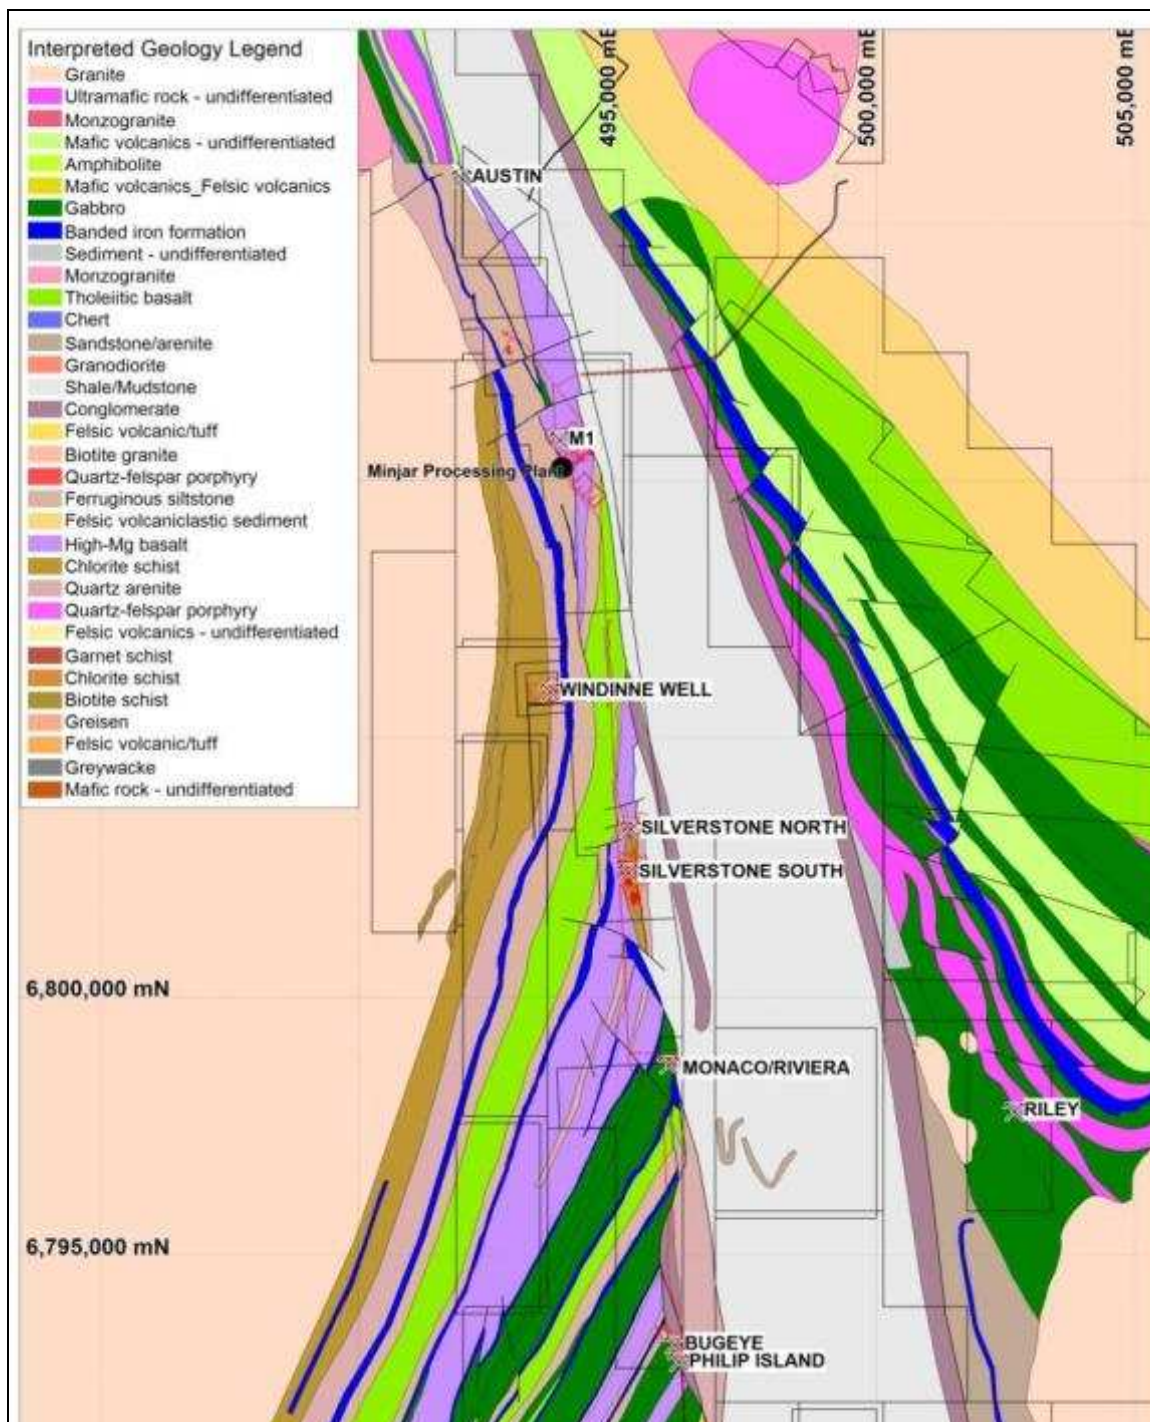 Interpreted Geology Legend
Granite
Ultramafic rock - undifferentiated
Monzogranite
Mafic volcanics - undifferentiated
Amphibolite
Mafic volcanics_Felsic volcanics
Gabbro
Banded iron formation
Sediment - undifferentiated
Monzogranite
Tholeiitic basalt
Chert
Sandstone/arenite
Granodiorite
Shale/Mudstone
Conglomerate
Felsic volcanic/tuff
Biotite granite
Quartz-felspar porphyry
Ferruginous siltstone
Felsic volcaniclastic sediment
High-Mg basalt
Chlorite schist
Quartz arenite
Quartz-felspar porphyry
Felsic volcanics - undifferentiated
Garnet schist
Chlorite schist
Biotite schist
Greisen
Felsic volcanic/tuff
Greywacke
Mafic rock - undifferentiated
495,000 mE
500,000 mE
505,000 mE
AUSTIN
M1
Minjar Processing Plant
WINDINNE WELL
SILVERSTONE NORTH
SILVERSTONE SOUTH
6,800,000 mN
MONACO/RIVIERA
RILEY
6,795,000 mN
BUGEYE
PHILIP ISLAND